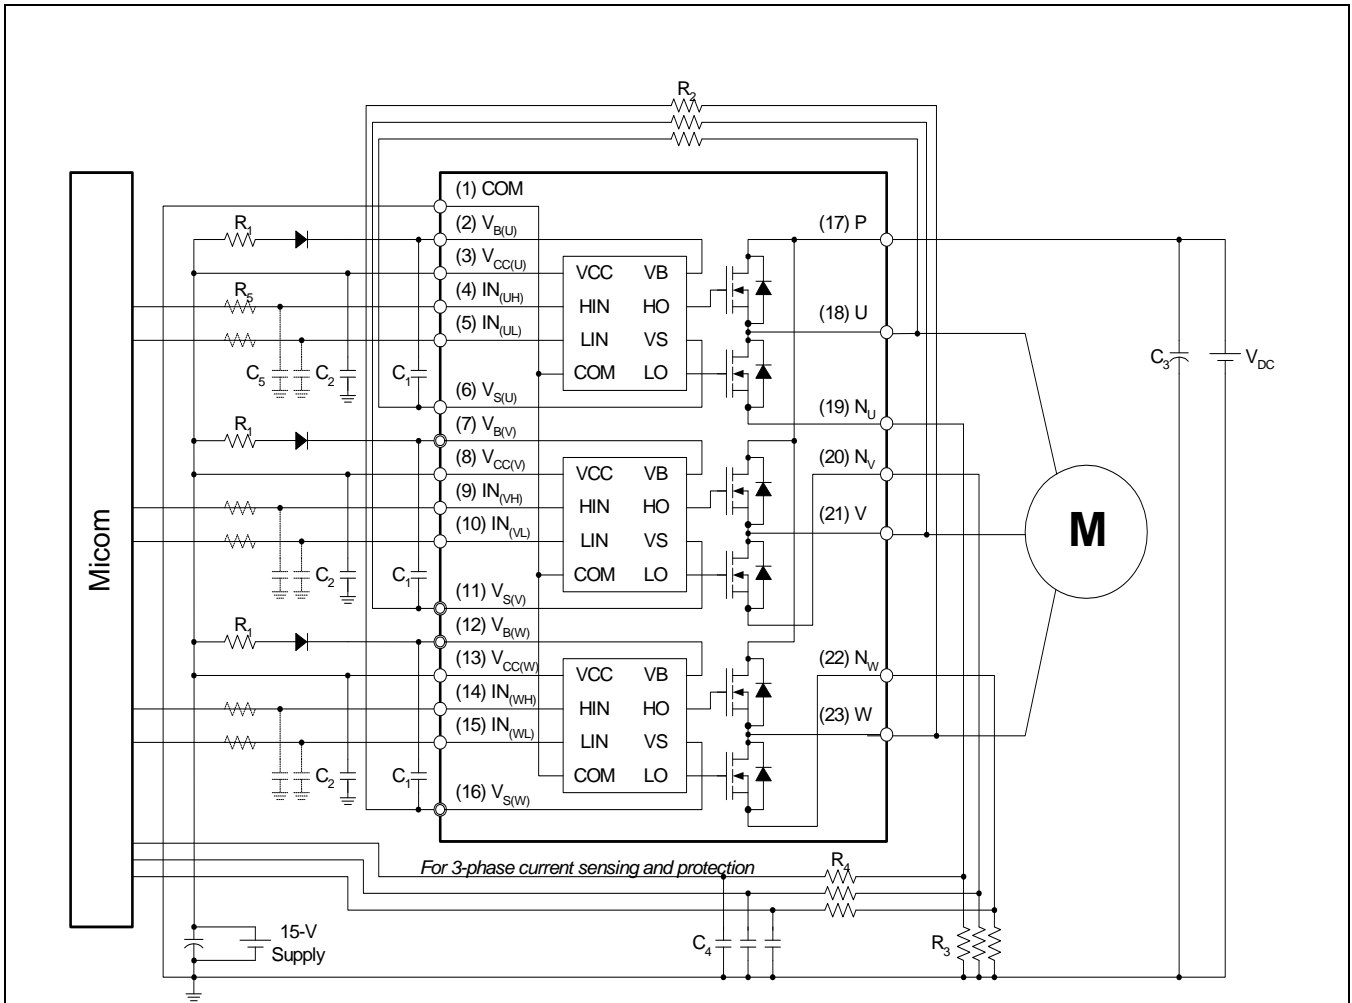 R2
(1) COM
R1
(2) VB(U)
(17) P
(3) VCC(U)
VCC VB
R5
(4) IN(UH)
HIN HO
(18) U
(5) IN(UL)
LIN VS
C5 C2 C1
COM LO
C3
VDC
(6) VS(U)
(19) NU
R1
(7) VB(V)
(8) VCC(V)
VCC VB
(20) NV
(9) IN(VH)
HIN HO
(21) V
M
(10) IN(VL)
LIN VS
Micom
C2 C1
COM LO
(11) VS(V)
R1
(12) VB(W)
(13) VCC(W)
VCC VB
(22) NW
(14) IN(WH)
HIN HO
(23) W
(15) IN(WL)
LIN VS
C2 C1
COM LO
(16) VS(W)
For 3-phase current sensing and protection
R4
15-V
Supply
C4
R3